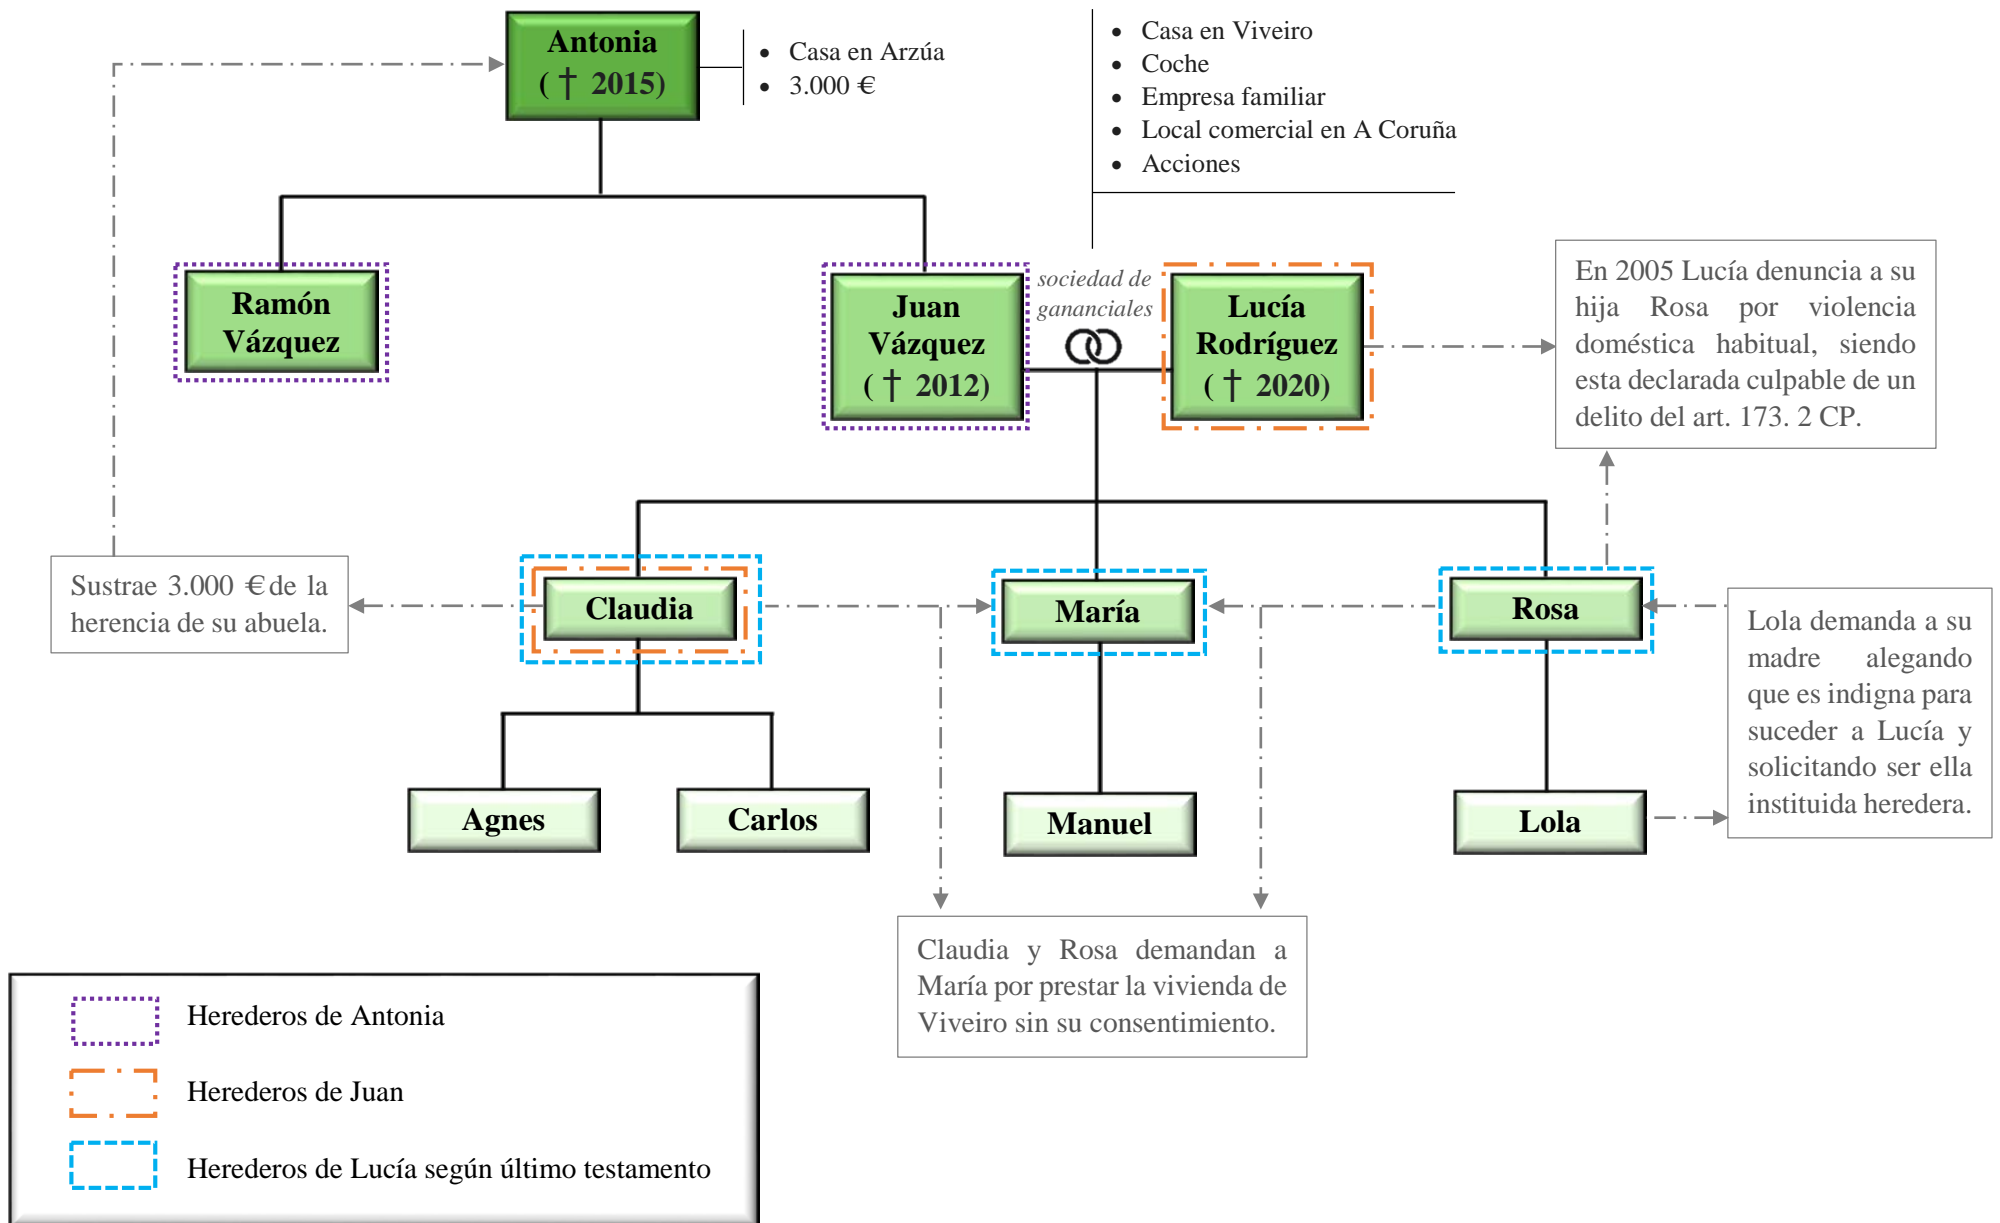 Antonia
( † 2015)
• Casa en Arzúa
• 3.000 €
• Casa en Viveiro
• Coche
• Empresa familiar
• Local comercial en A Coruña
• Acciones
Ramón
Vázquez
Juan
Vázquez
( † 2012)
sociedad de
gananciales
Lucía
Rodríguez
( † 2020)
En 2005 Lucía denuncia a su
hija Rosa por violencia
doméstica habitual, siendo
esta declarada culpable de un
delito del art. 173. 2 CP.
Sustrae 3.000 € de la
herencia de su abuela.
Claudia
María
Rosa
Lola demanda a su
madre alegando
que es indigna para
suceder a Lucía y
solicitando ser ella
instituida heredera.
Agnes
Carlos
Manuel
Lola
Claudia y Rosa demandan a
María por prestar la vivienda de
Viveiro sin su consentimiento.
Herederos de Antonia
Herederos de Juan
Herederos de Lucía según último testamento